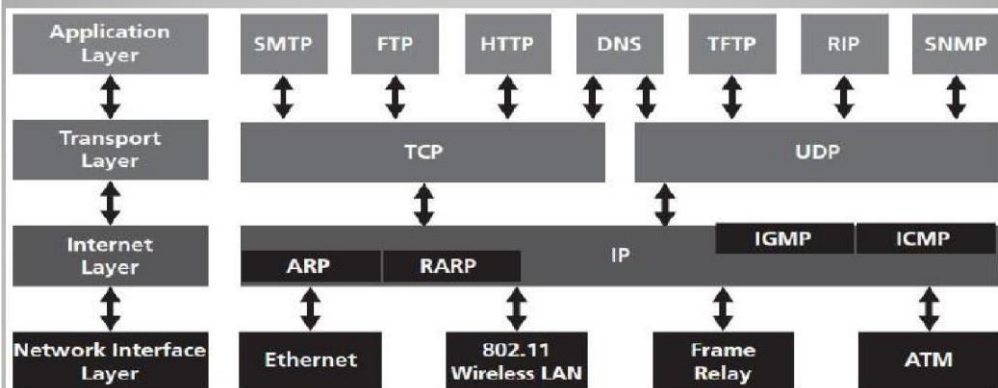 Application
Layer
SMTP
FTP
HTTP
DNS
TFTP
RIP
SNMP
Transport
Layer
TCP
UDP
Internet
Layer
ARP
RARP
IP
IGMP
ICMP
Network Interface
Layer
Ethernet
802.11
Wireless LAN
Frame
Relay
ATM